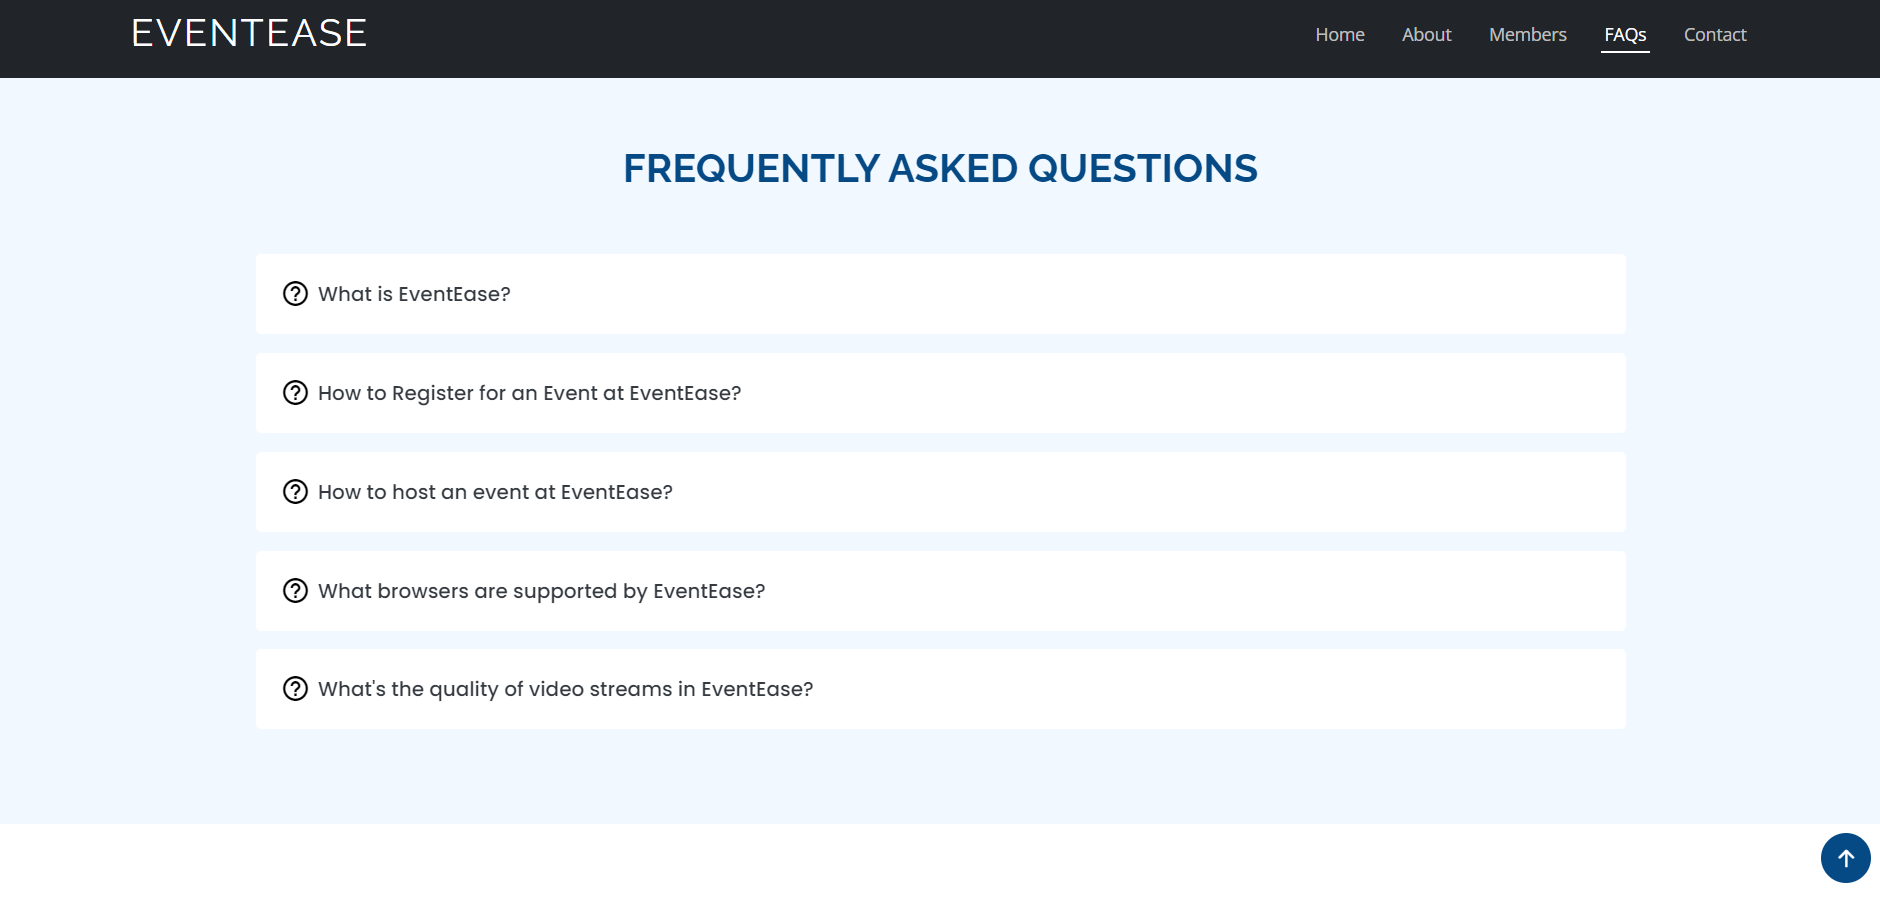 EVENTEASE
Home About Members FAQs Contact
FREQUENTLY ASKED QUESTIONS
What is EventEase?
How to Register for an Event at EventEase?
How to host an event at EventEase?
What browsers are supported by EventEase?
What's the quality of video streams in EventEase?